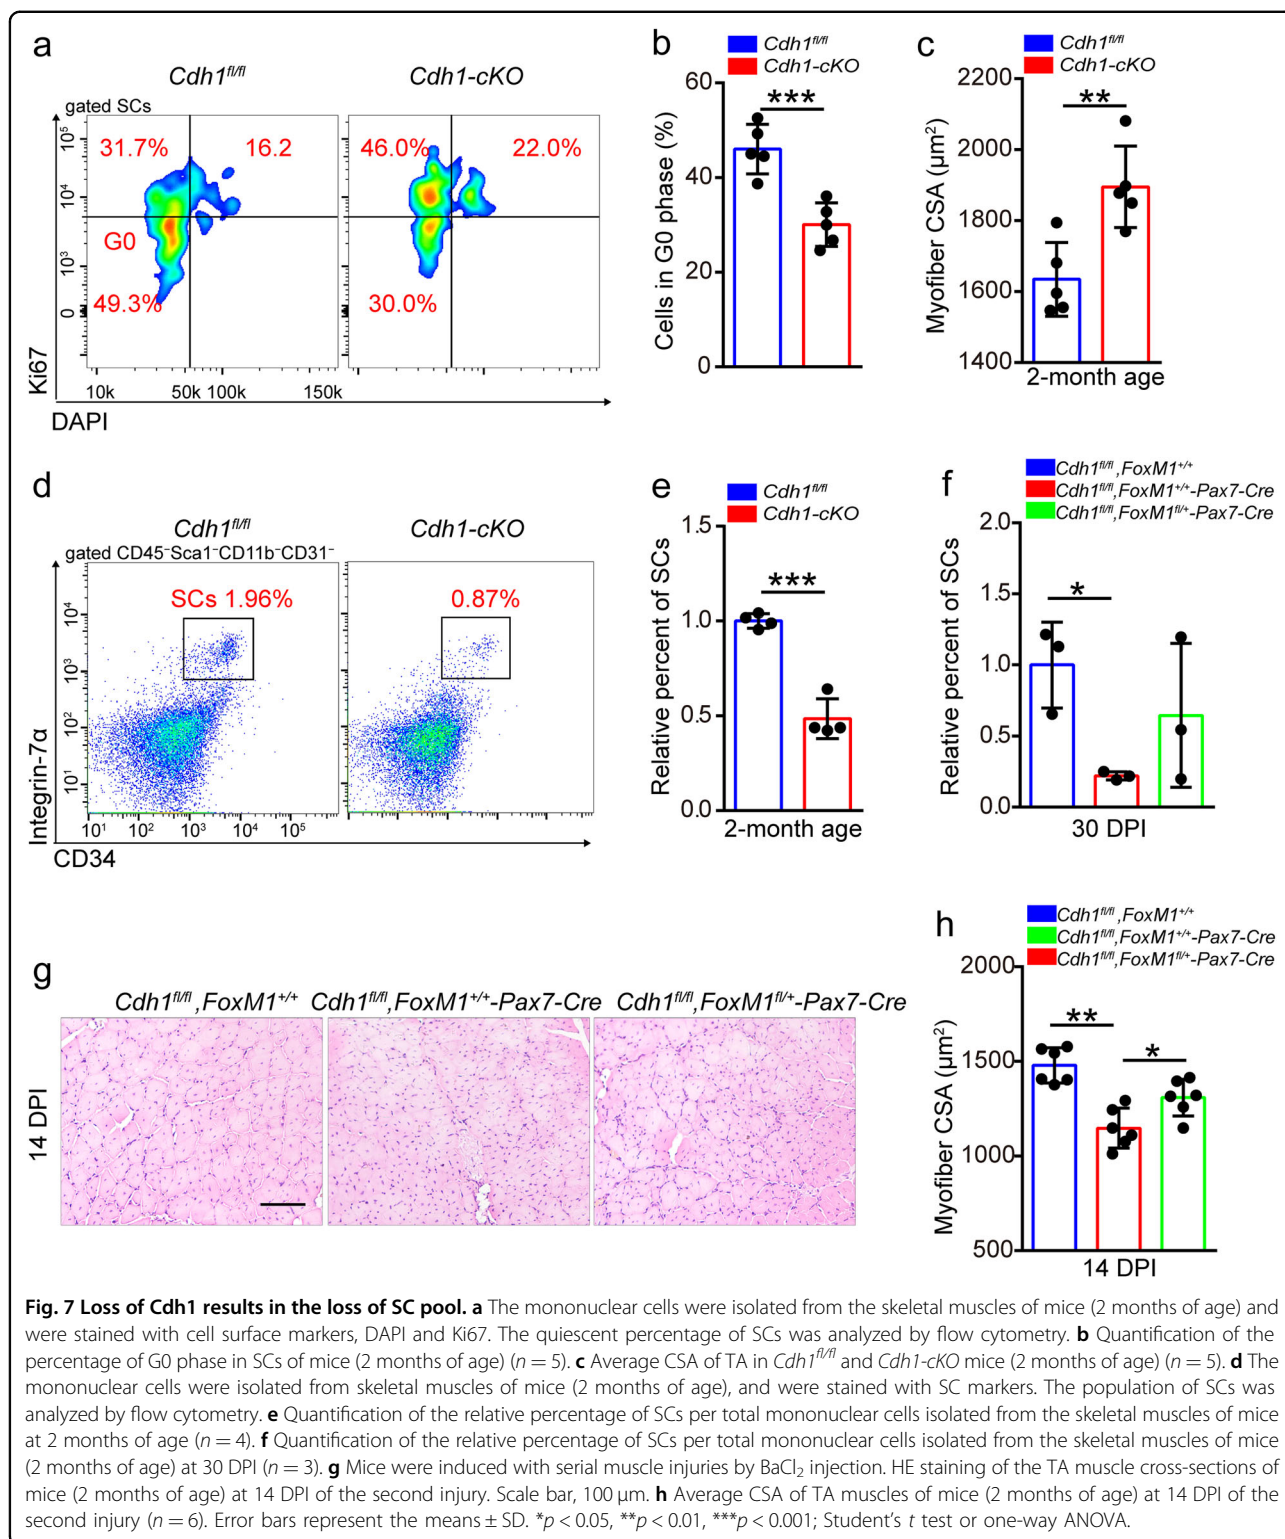 a
Cdh1fl/fl
Cdh1-cKO
gated SCs
31.7%
16.2
46.0%
22.0%
G0
49.3%
30.0%
10⁵
10⁴
10³
0
Ki67
10k
50k
100k
150k
DAPI
b
Cdh1fl/fl
Cdh1-cKO
***
60
40
20
0
Cells in G0 phase (%)
c
Cdh1fl/fl
Cdh1-cKO
**
2200
2000
1800
1600
1400
Myofiber CSA (µm²)
2-month age
d
Cdh1fl/fl
Cdh1-cKO
gated CD45⁻Sca1⁻CD11b⁻CD31⁻
SCs 1.96%
0.87%
10⁴
10³
10²
10¹
Integrin-7α
10¹
10²
10³
10⁴
10⁵
CD34
e
Cdh1fl/fl
Cdh1-cKO
***
1.5
1.0
0.5
0.0
Relative percent of SCs
2-month age
f
Cdh1fl/fl,FoxM1+/+
Cdh1fl/fl,FoxM1+/+-Pax7-Cre
Cdh1fl/fl,FoxM1fl/+-Pax7-Cre
*
2.0
1.5
1.0
0.5
0.0
Relative percent of SCs
30 DPI
g
Cdh1fl/fl,FoxM1+/+
Cdh1fl/fl,FoxM1+/+-Pax7-Cre
Cdh1fl/fl,FoxM1fl/+-Pax7-Cre
14 DPI
h
Cdh1fl/fl,FoxM1+/+
Cdh1fl/fl,FoxM1+/+-Pax7-Cre
Cdh1fl/fl,FoxM1fl/+-Pax7-Cre
**
*
2000
1500
1000
500
Myofiber CSA (µm²)
14 DPI
Fig. 7 Loss of Cdh1 results in the loss of SC pool. a The mononuclear cells were isolated from the skeletal muscles of mice (2 months of age) and
were stained with cell surface markers, DAPI and Ki67. The quiescent percentage of SCs was analyzed by flow cytometry. b Quantification of the
percentage of G0 phase in SCs of mice (2 months of age) (n = 5). c Average CSA of TA in Cdh1fl/fl and Cdh1-cKO mice (2 months of age) (n = 5). d The
mononuclear cells were isolated from skeletal muscles of mice (2 months of age), and were stained with SC markers. The population of SCs was
analyzed by flow cytometry. e Quantification of the relative percentage of SCs per total mononuclear cells isolated from the skeletal muscles of mice
at 2 months of age (n = 4). f Quantification of the relative percentage of SCs per total mononuclear cells isolated from the skeletal muscles of mice
(2 months of age) at 30 DPI (n = 3). g Mice were induced with serial muscle injuries by BaCl₂ injection. HE staining of the TA muscle cross-sections of
mice (2 months of age) at 14 DPI of the second injury. Scale bar, 100 µm. h Average CSA of TA muscles of mice (2 months of age) at 14 DPI of the
second injury (n = 6). Error bars represent the means ± SD. *p < 0.05, **p < 0.01, ***p < 0.001; Student's t test or one-way ANOVA.